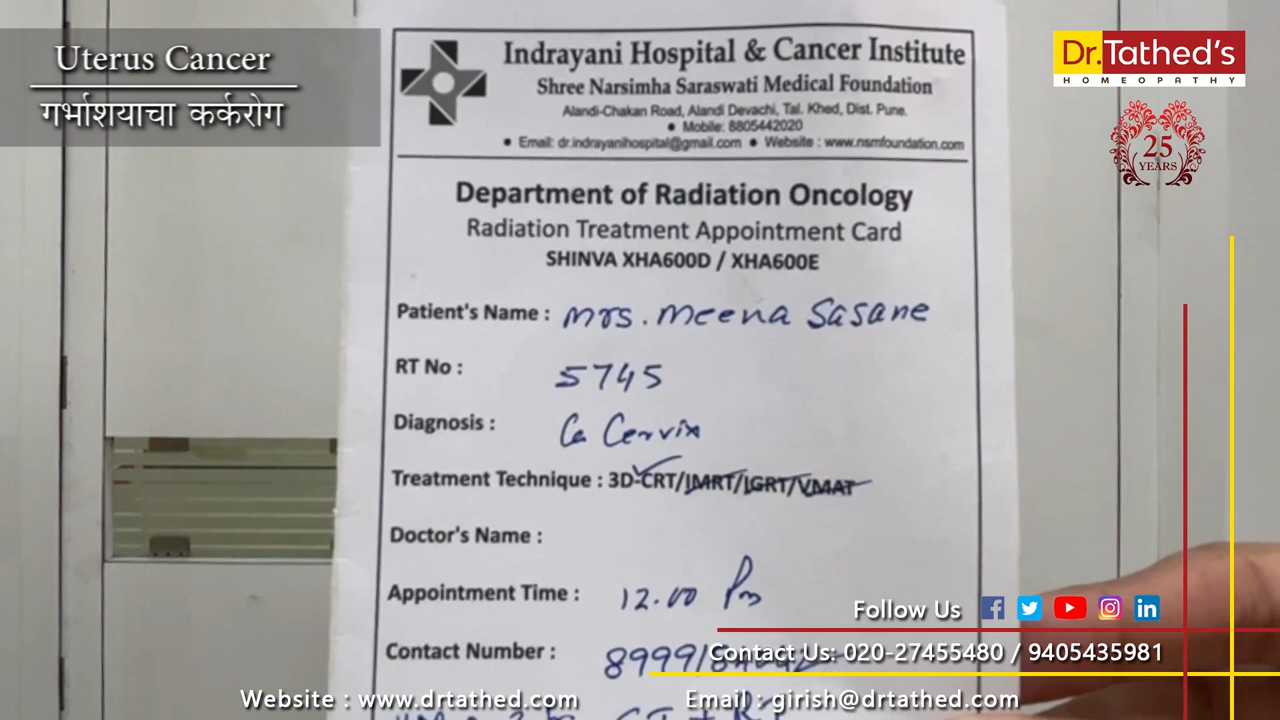 Uterus Cancer
गर्भाशयाचा कर्करोग
Dr.Tathed's
HOMEOPATHY
25
YEARS
Indrayani Hospital & Cancer Institute
Shree Narsimha Saraswati Medical Foundation
Alandi-Chakan Road, Alandi Devachi, Tal. Khed, Dist. Pune.
• Mobile: 8805442020
• Email: dr.indrayanihospital@gmail.com • Website : www.nsmfoundation.com
Department of Radiation Oncology
Radiation Treatment Appointment Card
SHINVA XHA600D / XHA600E
Patient's Name : Mrs. Meena Sasane
RT No : 5745
Diagnosis : Ca Cervix
Treatment Technique : 3D-CRT/IMRT/IGRT/VMAT
Doctor's Name :
Appointment Time : 12.00 Pm
Contact Number :
Follow Us
Contact Us: 020-27455480 / 9405435981
Website : www.drtathed.com Email : girish@drtathed.com